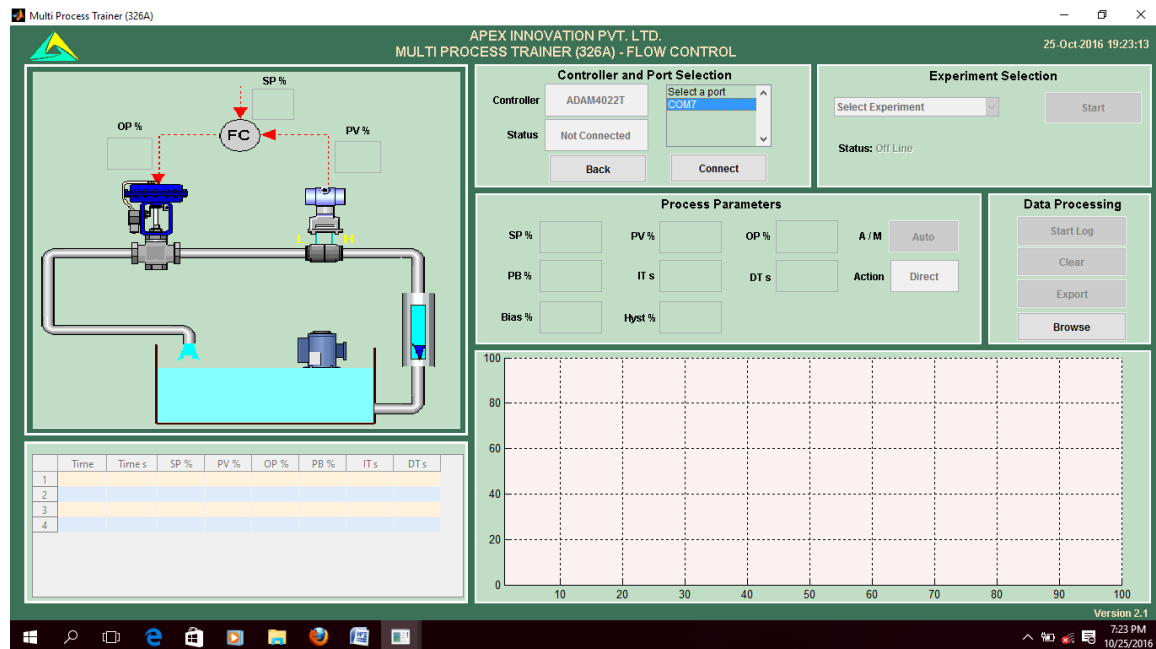 Multi Process Trainer (326A)
APEX INNOVATION PVT. LTD.
MULTI PROCESS TRAINER (326A) - FLOW CONTROL
25-Oct-2016 19:23:13
SP %
OP %
FC
PV %
L H
Controller and Port Selection
Controller ADAM4022T
Select a port
COM7
Status Not Connected
Back Connect
Experiment Selection
Select Experiment Start
Status: Off Line
Process Parameters
SP % PV % OP % A / M Auto
PB % IT s DT s Action Direct
Bias % Hyst %
Data Processing
Start Log
Clear
Export
Browse
100
80
60
40
20
0
10 20 30 40 50 60 70 80 90 100
Time Time s SP % PV % OP % PB % IT s DT s
1
2
3
4
Version 2.1
7:23 PM
10/25/2016